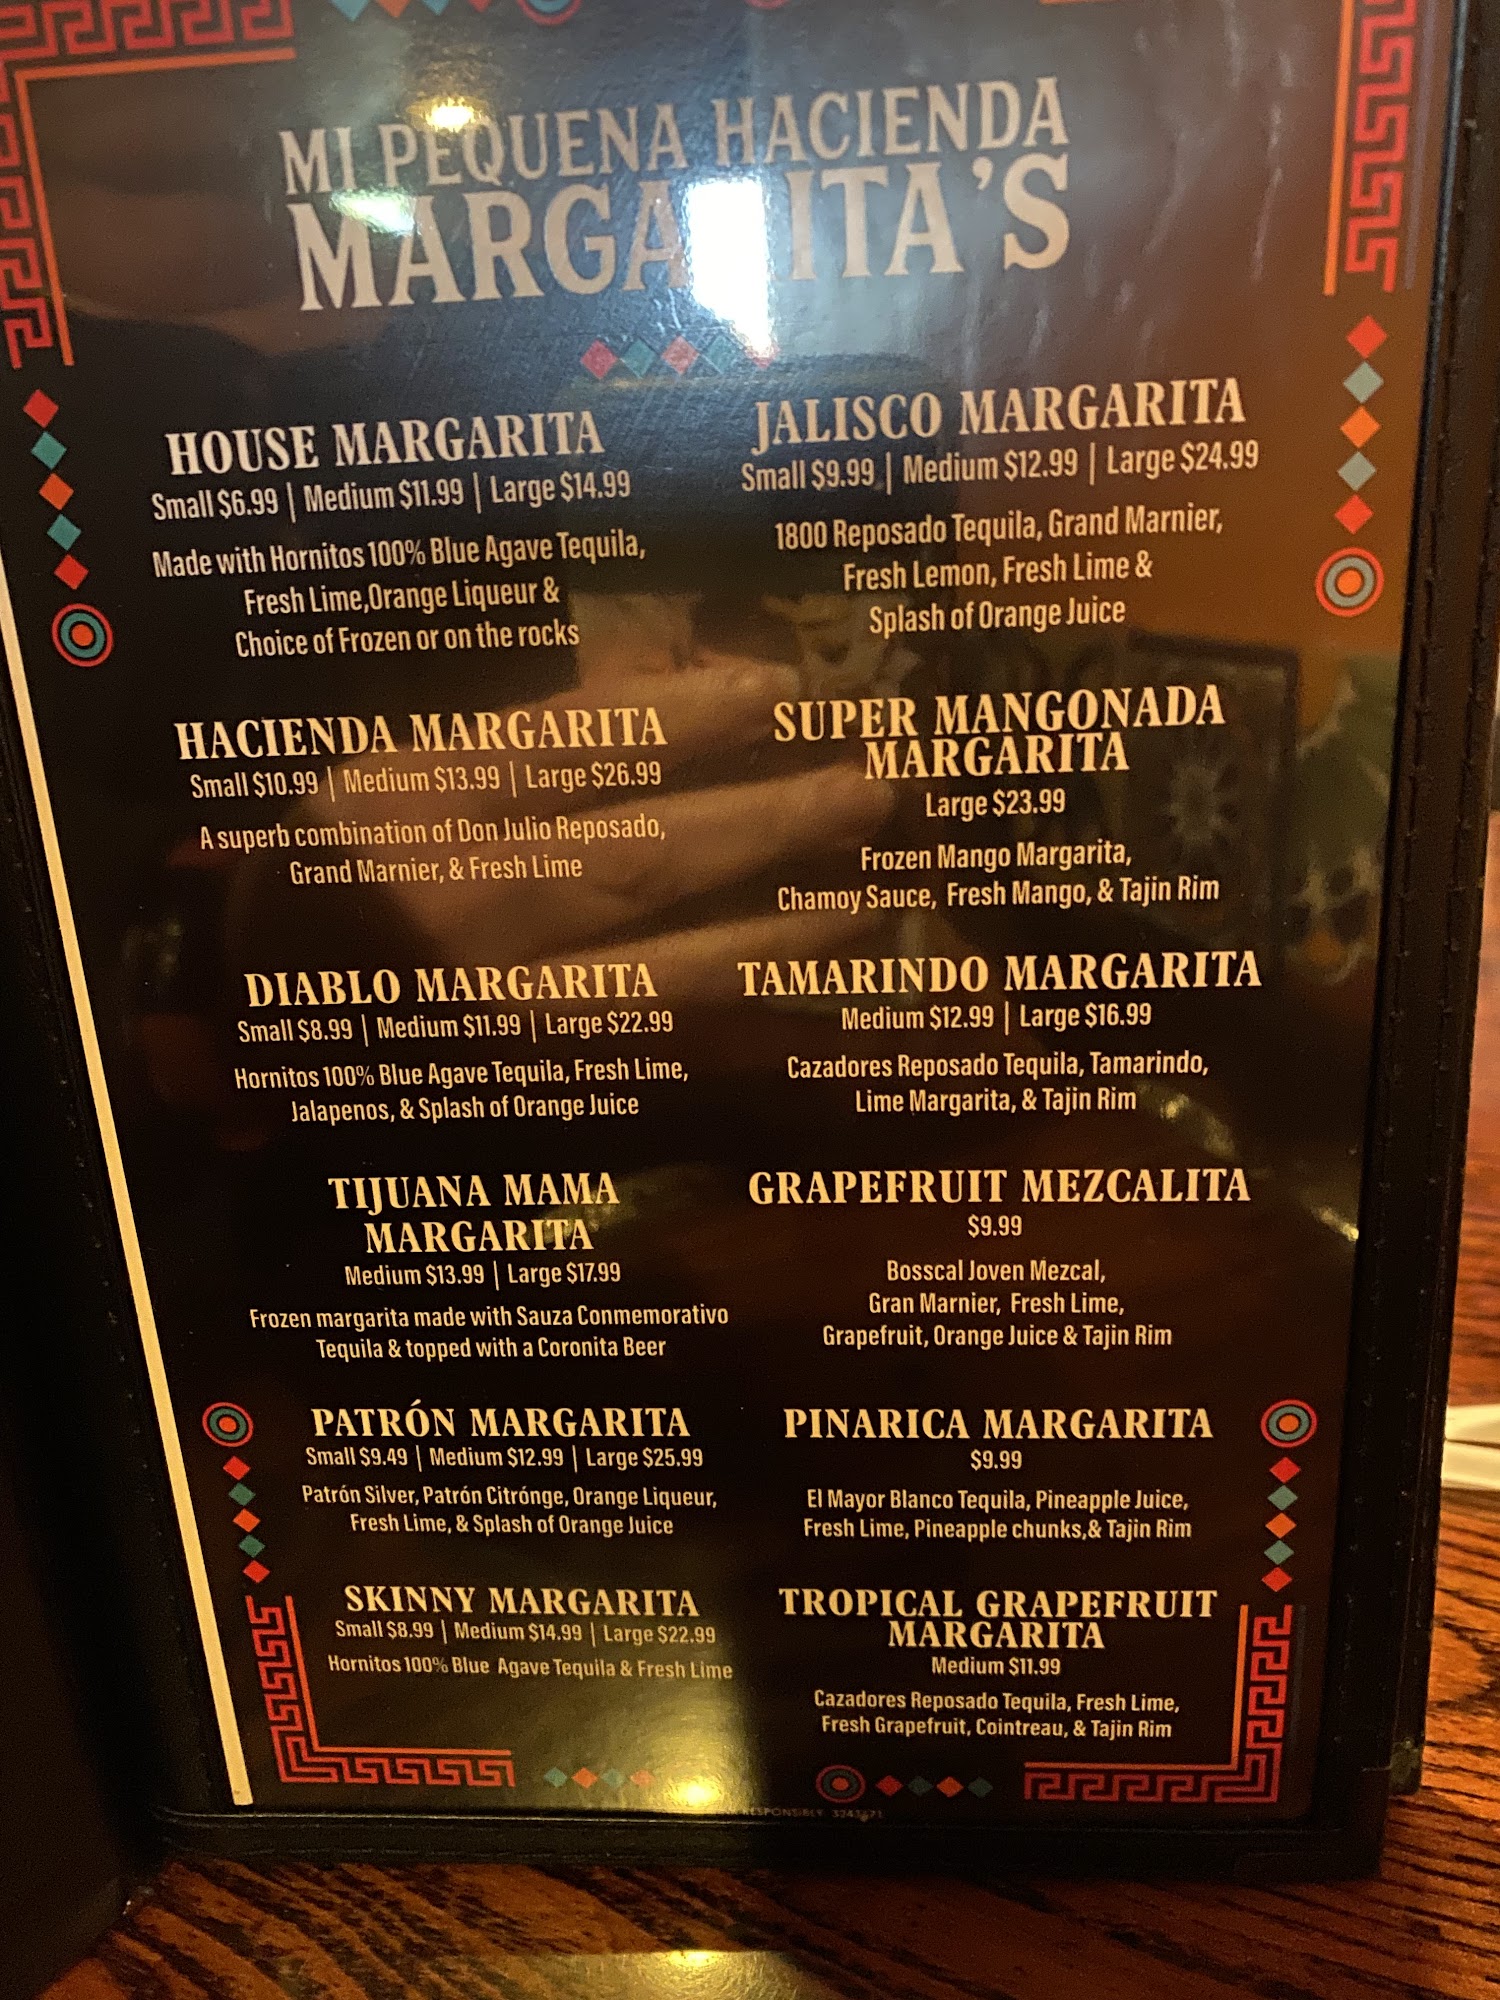 MI PEQUENA HACIENDA
MARGARITA'S
HOUSE MARGARITA
Small $6.99 | Medium $11.99 | Large $14.99
Made with Hornitos 100% Blue Agave Tequila,
Fresh Lime,Orange Liqueur &
Choice of Frozen or on the rocks
HACIENDA MARGARITA
Small $10.99 | Medium $13.99 | Large $26.99
A superb combination of Don Julio Reposado,
Grand Marnier, & Fresh Lime
DIABLO MARGARITA
Small $8.99 | Medium $11.99 | Large $22.99
Hornitos 100% Blue Agave Tequila, Fresh Lime,
Jalapenos, & Splash of Orange Juice
TIJUANA MAMA
MARGARITA
Medium $13.99 | Large $17.99
Frozen margarita made with Sauza Conmemorativo
Tequila & topped with a Coronita Beer
PATRÓN MARGARITA
Small $9.49 | Medium $12.99 | Large $25.99
Patrón Silver, Patrón Citrónge, Orange Liqueur,
Fresh Lime, & Splash of Orange Juice
SKINNY MARGARITA
Small $8.99 | Medium $14.99 | Large $22.99
Hornitos 100% Blue Agave Tequila & Fresh Lime
JALISCO MARGARITA
Small $9.99 | Medium $12.99 | Large $24.99
1800 Reposado Tequila, Grand Marnier,
Fresh Lemon, Fresh Lime &
Splash of Orange Juice
SUPER MANGONADA
MARGARITA
Large $23.99
Frozen Mango Margarita,
Chamoy Sauce, Fresh Mango, & Tajin Rim
TAMARINDO MARGARITA
Medium $12.99 | Large $16.99
Cazadores Reposado Tequila, Tamarindo,
Lime Margarita, & Tajin Rim
GRAPEFRUIT MEZCALITA
$9.99
Bosscal Joven Mezcal,
Gran Marnier, Fresh Lime,
Grapefruit, Orange Juice & Tajin Rim
PINARICA MARGARITA
$9.99
El Mayor Blanco Tequila, Pineapple Juice,
Fresh Lime, Pineapple chunks,& Tajin Rim
TROPICAL GRAPEFRUIT
MARGARITA
Medium $11.99
Cazadores Reposado Tequila, Fresh Lime,
Fresh Grapefruit, Cointreau, & Tajin Rim
RESPONSIBLY